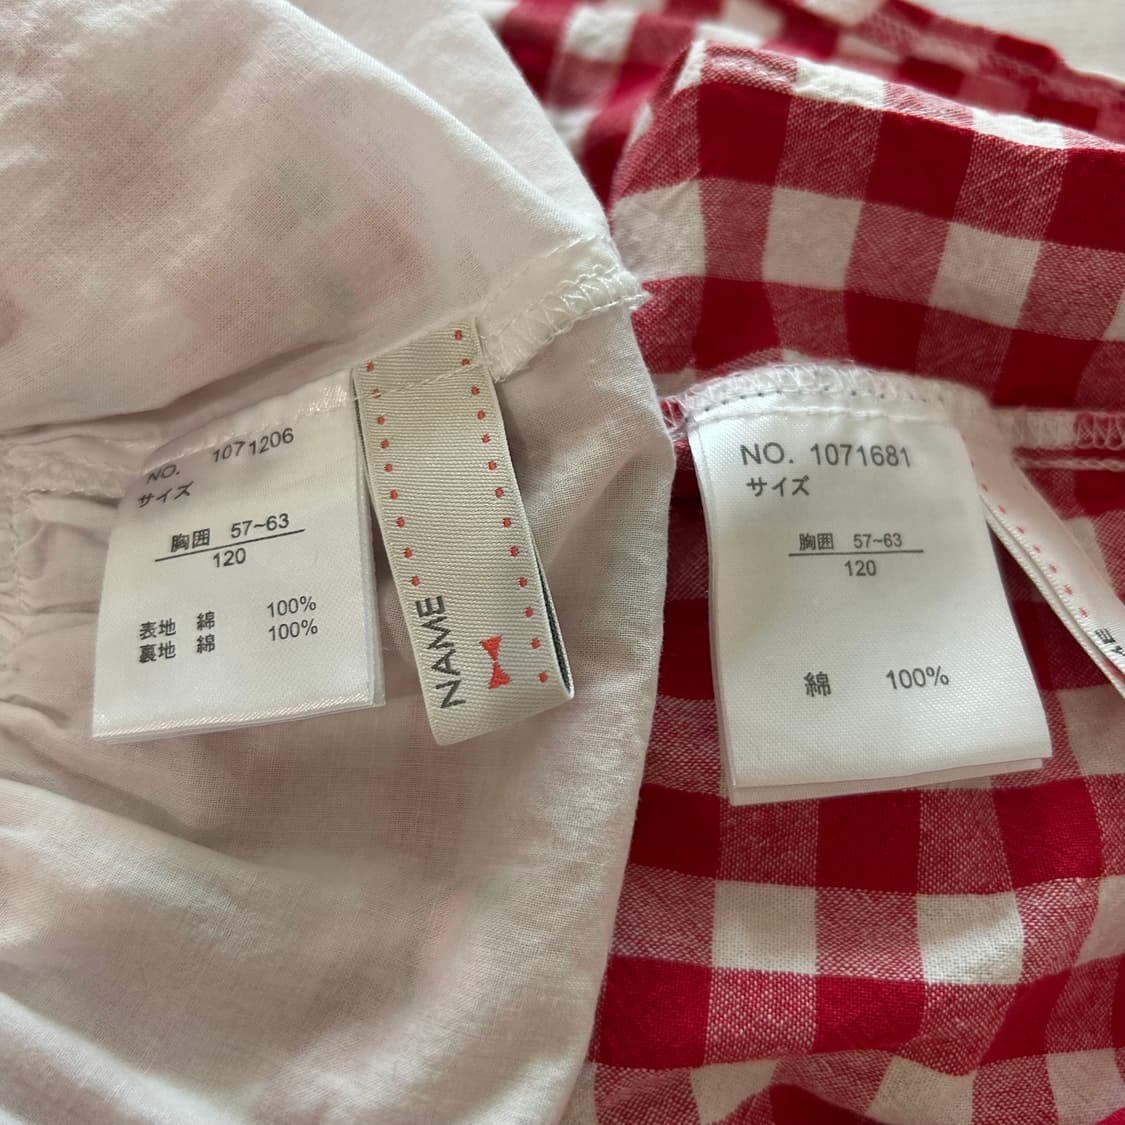 NO. 1071206
サイズ
胸囲 57~63
120
表地 綿 100%
裏地 綿 100%
NAME
NO. 1071681
サイズ
胸囲 57~63
120
綿 100%